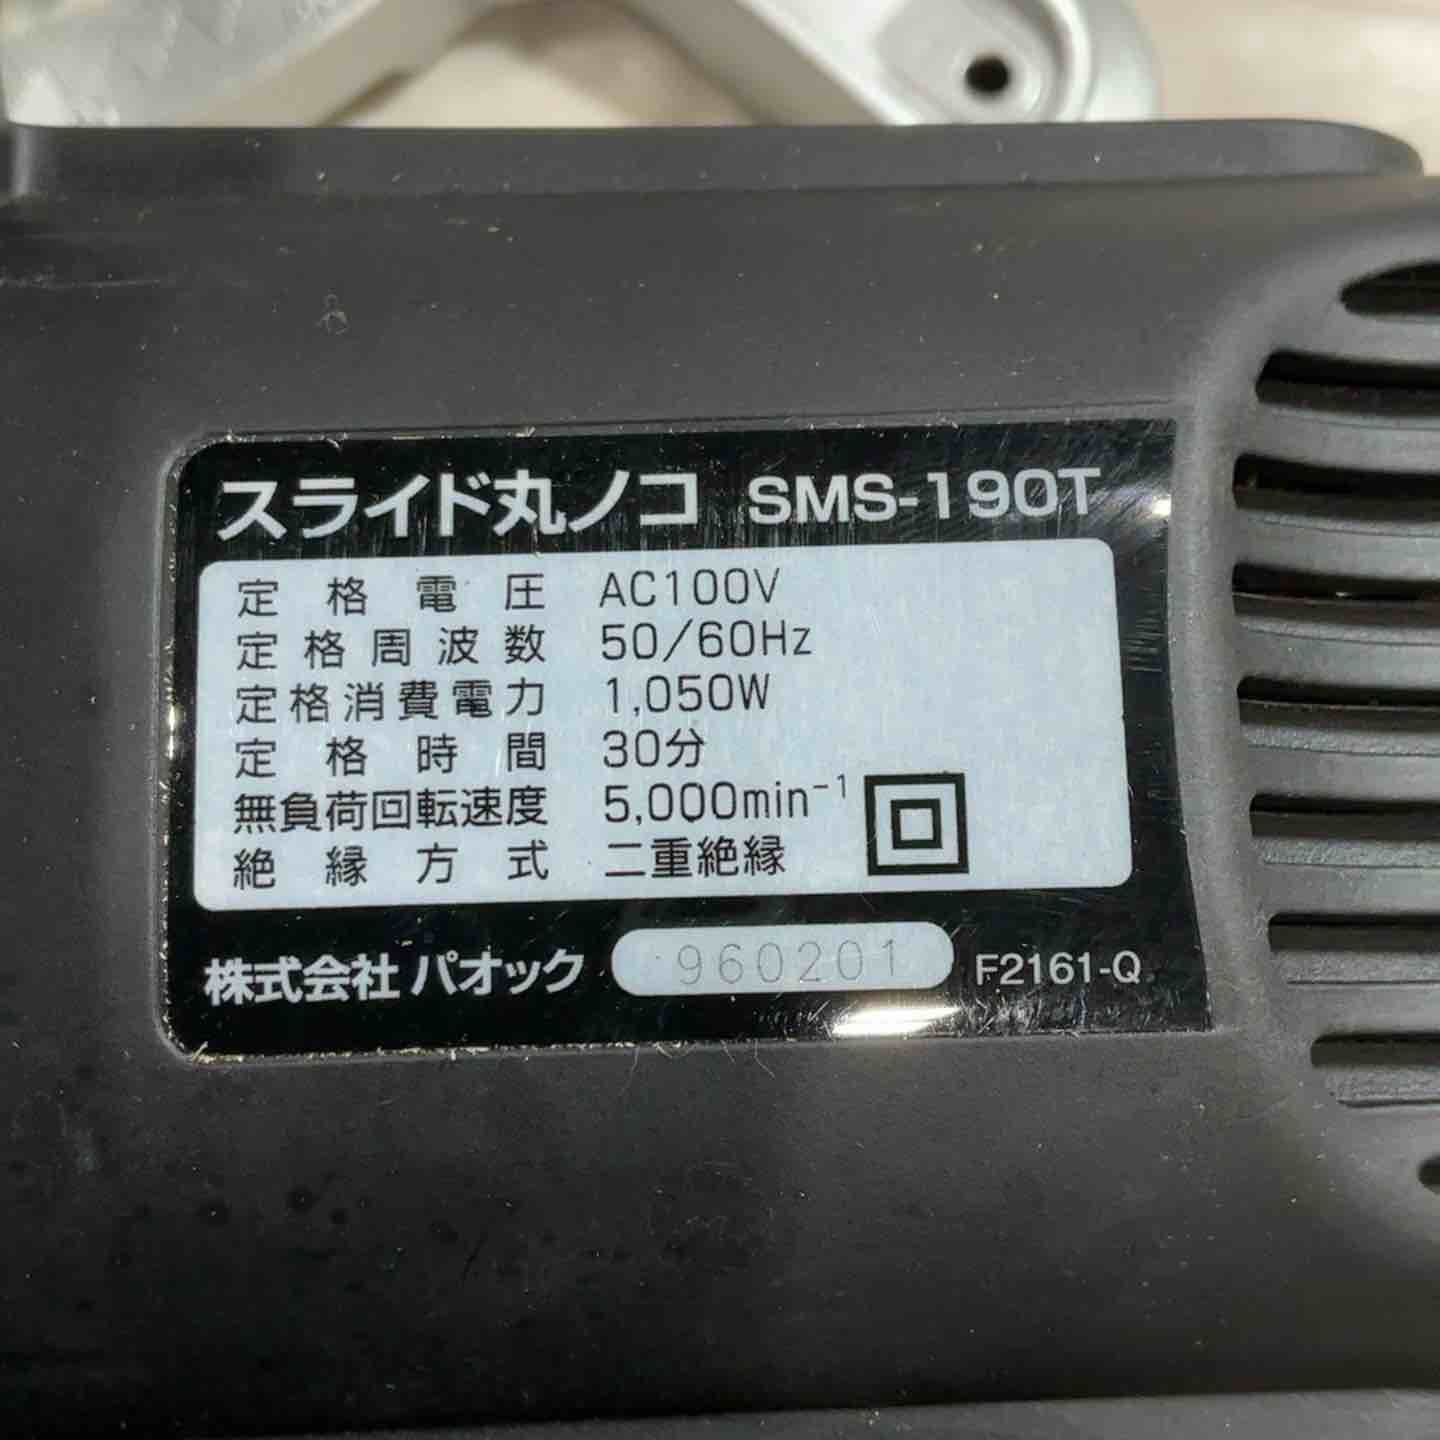 スライド丸ノコ SMS-190T
定格電圧 AC100V
定格周波数 50/60Hz
定格消費電力 1,050W
定格時間 30分
無負荷回転速度 5,000min⁻¹
絶縁方式 二重絶縁
株式会社 パオック 960201 F2161-Q